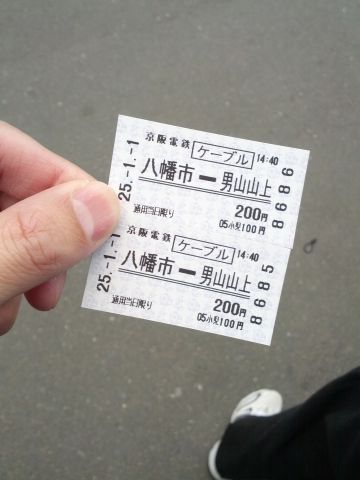 京阪電鉄 ケーブル 14:40
八幡市ー男山山上
200円
通用当日限り 05小児100円
25.-1.-1
8686
京阪電鉄 ケーブル 14:40
八幡市ー男山山上
200円
通用当日限り 05小児100円
25.-1.-1
8685